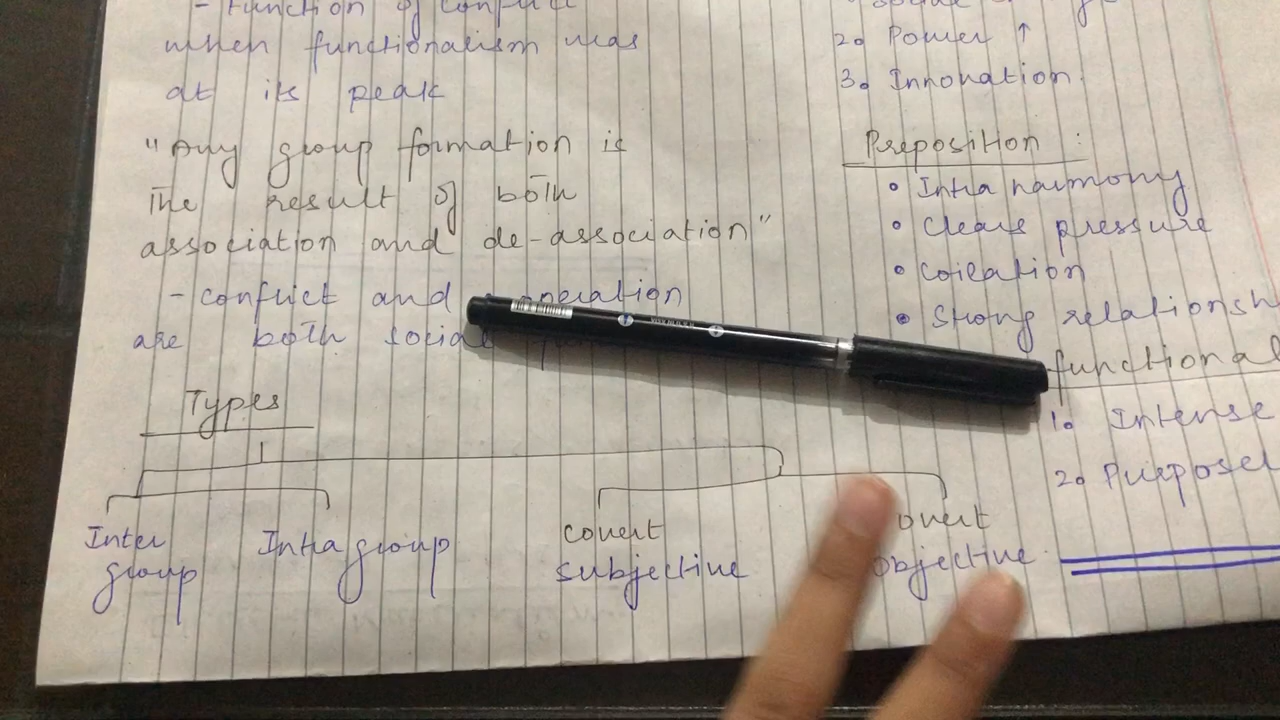 - Function of conflict
when functionalism was
at its peak
"Any group formation is
the result of both
association and de-association"
- conflict and
are both social
Types
Inter group
Intra group
covert
subjective
overt
objective
2. Power ↑
3. Innovation.
Preposition :
• Intra harmony
• Clears pressure
• Coilation
• Strong relationsh
functional
1. Intense
2. Purposel